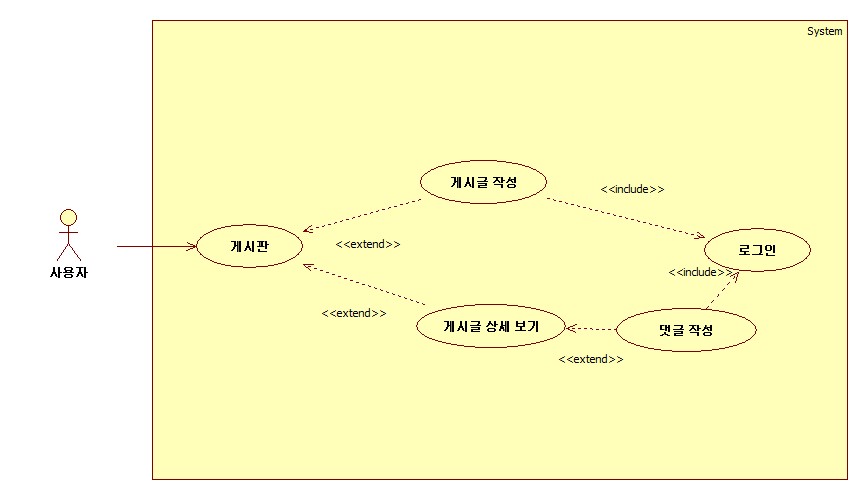 System
게시글 작성
<<include>>
게시판
<<extend>>
로그인
<<include>>
사용자
<<extend>>
게시글 상세 보기
댓글 작성
<<extend>>